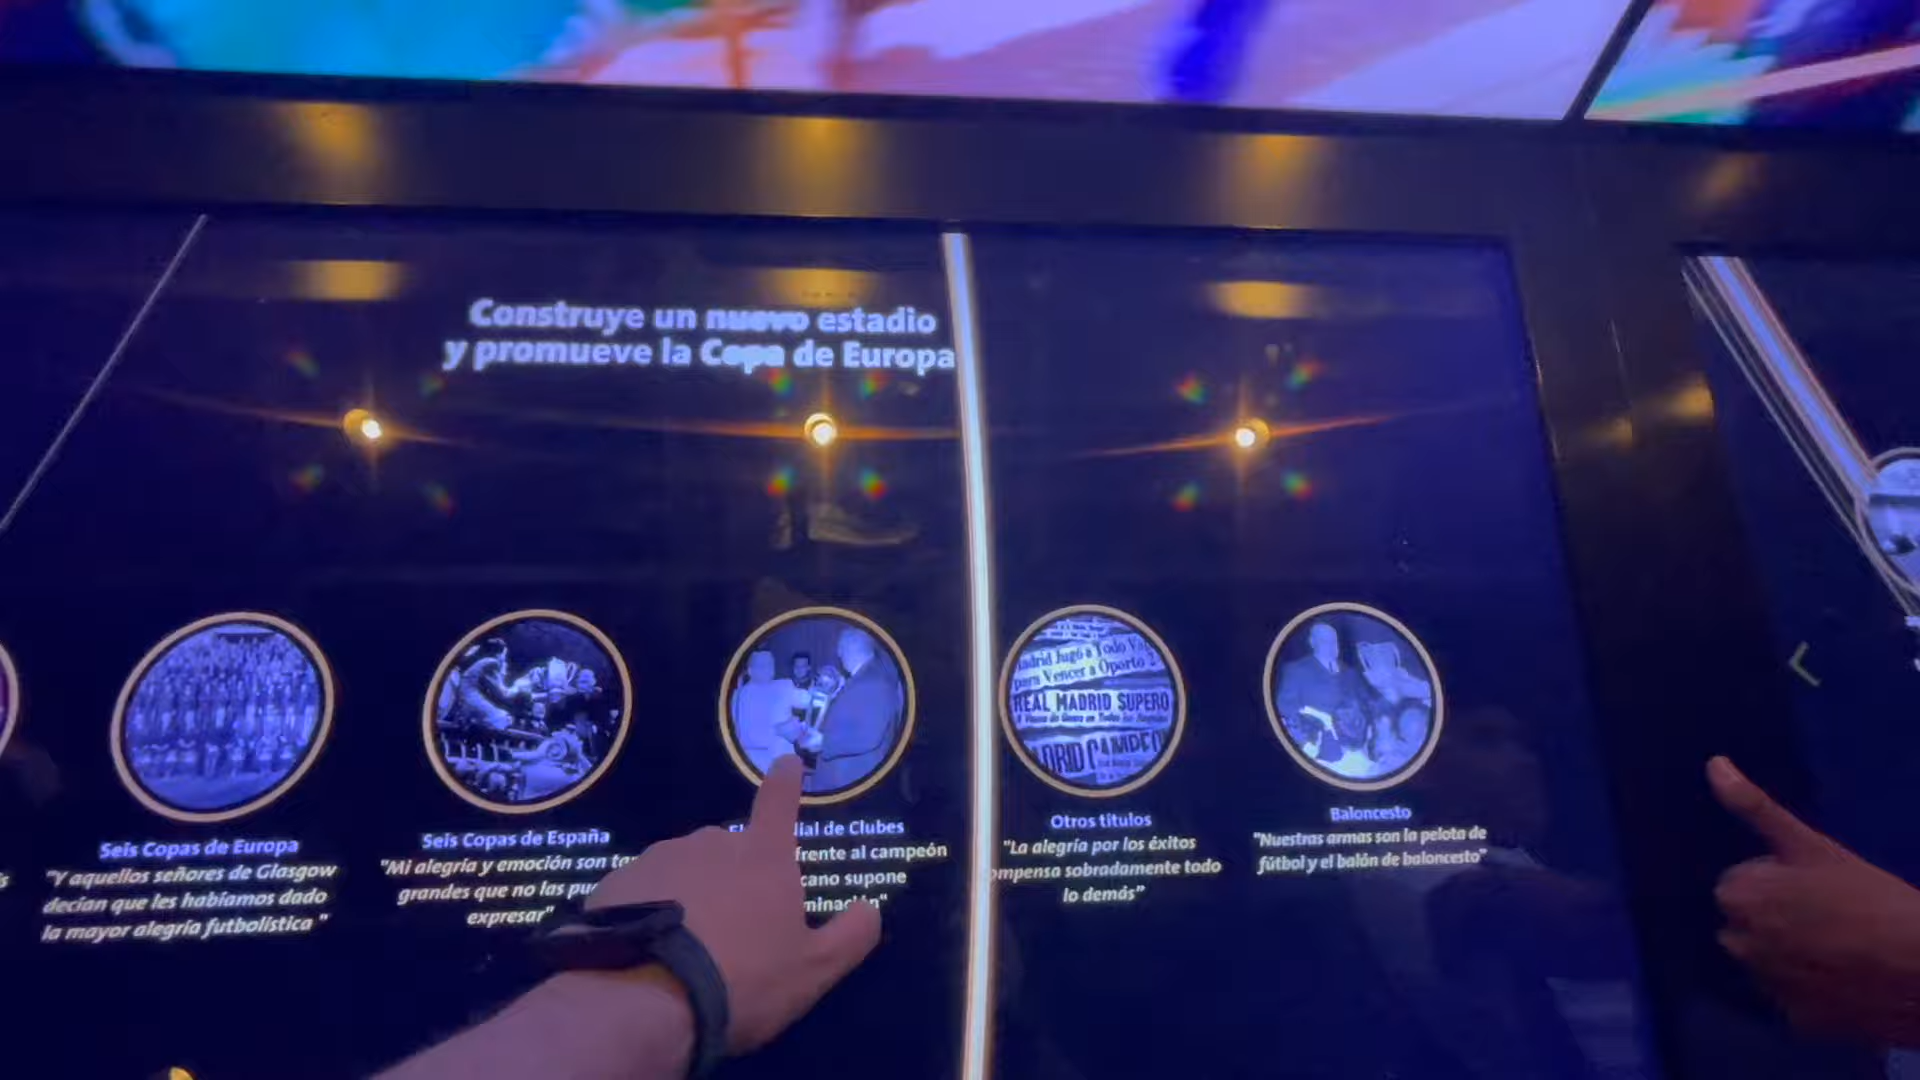 Construye un nuevo estadio
y promueve la Copa de Europa
Seis Copas de Europa
"Y aquellos señores de Glasgow
decían que les habíamos dado
la mayor alegría futbolística "
Seis Copas de España
"Mi alegría y emoción son
grandes que no las
expresar"
de Clubes
frente al campeón
supone
Otros títulos
"La alegría por los éxitos
sobradamente todo
lo demás"
Baloncesto
"Nuestras armas son la pelota de
fútbol y el balón de baloncesto"
Madrid Jugó a Todo
para Vencer a Oporto 2
REAL MADRID SUPERO